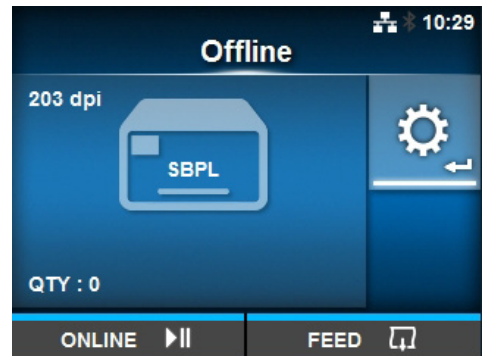 10:29
Offline
203 dpi
SBPL
QTY : 0
ONLINE
FEED